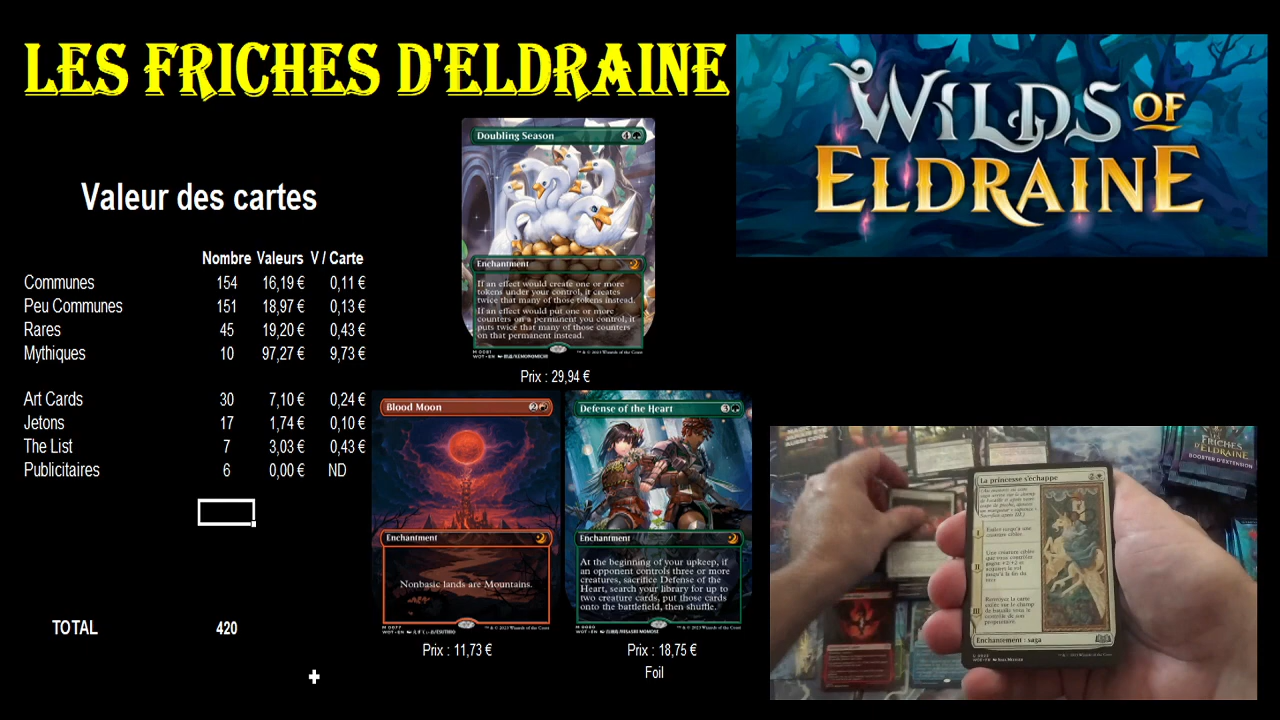 LES FRICHES D'ELDRAINE
WILDS OF
ELDRAINE
Valeur des cartes
Nombre Valeurs V / Carte
Communes 154 16,19 € 0,11 €
Peu Communes 151 18,97 € 0,13 €
Rares 45 19,20 € 0,43 €
Mythiques 10 97,27 € 9,73 €
Art Cards 30 7,10 € 0,24 €
Jetons 17 1,74 € 0,10 €
The List 7 3,03 € 0,43 €
Publicitaires 6 0,00 € ND
TOTAL 420
Doubling Season 4
Enchantment
If an effect would create one or more
tokens under your control, it creates
twice that many of those tokens instead.
If an effect would put one or more
counters on a permanent you control, it
puts twice that many of those counters
on that permanent instead.
Prix : 29,94 €
Blood Moon 2
Enchantment
Nonbasic lands are Mountains.
Prix : 11,73 €
Defense of the Heart 3
Enchantment
At the beginning of your upkeep, if
an opponent controls three or more
creatures, sacrifice Defense of the
Heart, search your library for up to
two creature cards, put those cards
onto the battlefield, then shuffle.
Prix : 18,75 €
Foil
FRICHES
D'ELDRAINE
BOOSTER D'EXTENSION
La princesse s'échappe
I
II
III
Enchantement : saga